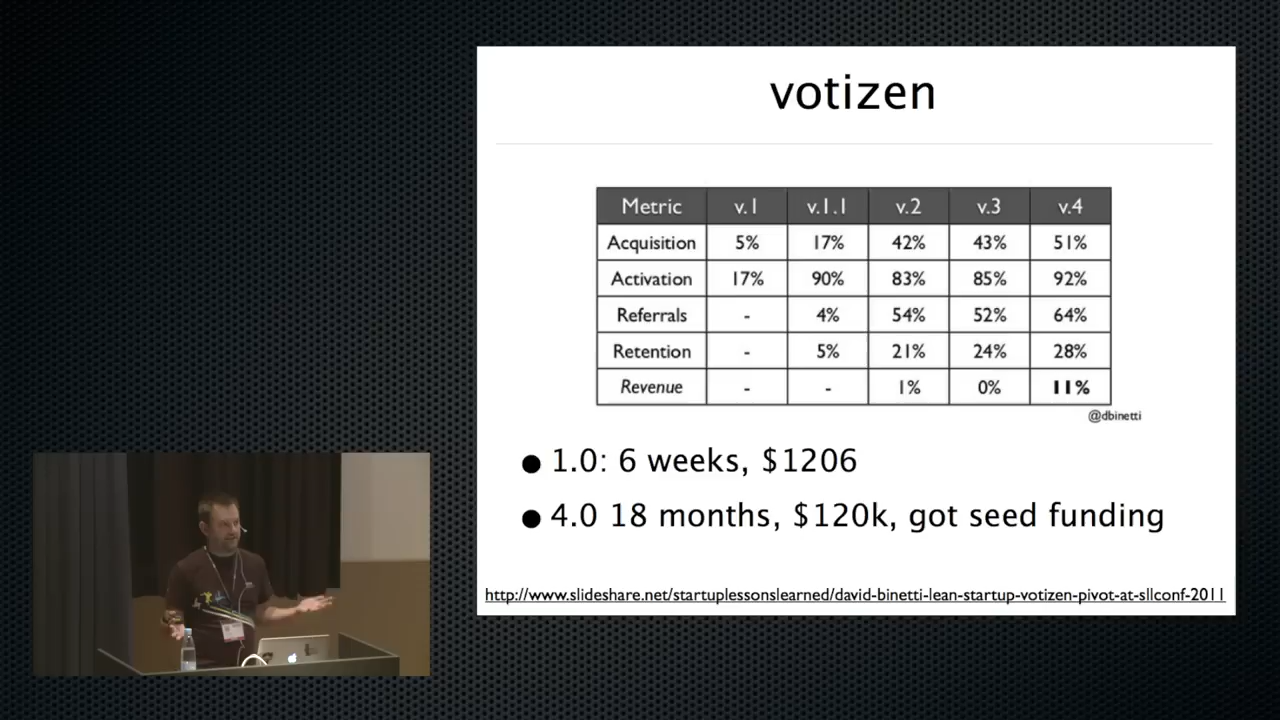 votizen
Metric v.1 v.1.1 v.2 v.3 v.4
Acquisition 5% 17% 42% 43% 51%
Activation 17% 90% 83% 85% 92%
Referrals - 4% 54% 52% 64%
Retention - 5% 21% 24% 28%
Revenue - - 1% 0% 11%
@dbinetti
● 1.0: 6 weeks, $1206
● 4.0 18 months, $120k, got seed funding
http://www.slideshare.net/startuplessonslearned/david-binetti-lean-startup-votizen-pivot-at-sllconf-2011